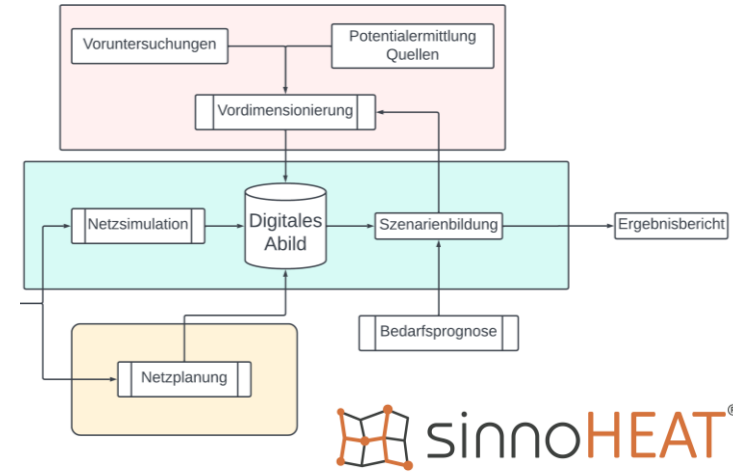 Voruntersuchungen
Potentialermittlung
Quellen
Vordimensionierung
Netzsimulation
Digitales
Abild
Szenarienbildung
Ergebnisbericht
Bedarfsprognose
Netzplanung
sinnoHEAT®